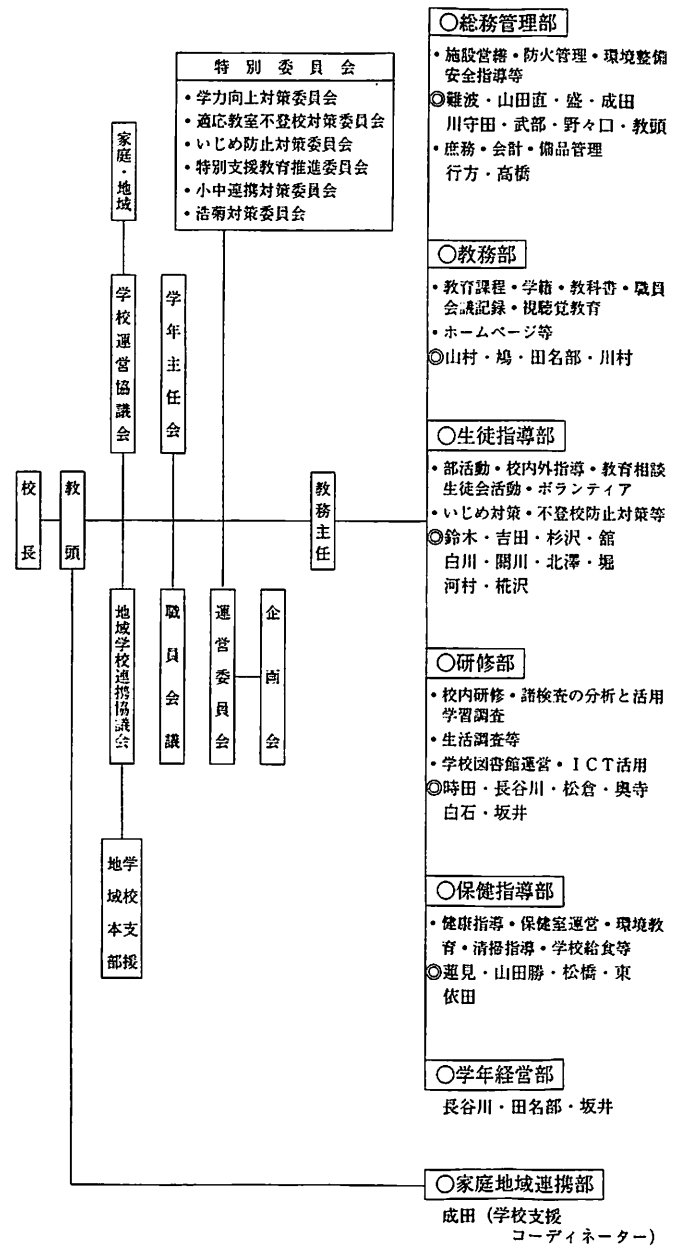 特別委員会
・学力向上対策委員会
・適応教室不登校対策委員会
・いじめ防止対策委員会
・特別支援教育推進委員会
・小中連携対策委員会
・浩菊対策委員会
家庭・地域
学校運営協議会
学年主任会
校長
教頭
教務主任
地域学校連携協議会
職員会議
運営委員会
企画会
学校支援
地域本部
○総務管理部
・施設営繕・防火管理・環境整備
安全指導等
◎難波・山田直・盛・成田
川守田・武部・野々口・教頭
・庶務・会計・備品管理
行方・高橋
○教務部
・教育課程・学籍・教科書・職員
会議記録・視聴覚教育
・ホームページ等
◎山村・鳩・田名部・川村
○生徒指導部
・部活動・校内外指導・教育相談
生徒会活動・ボランティア
・いじめ対策・不登校防止対策等
◎鈴木・吉田・杉沢・舘
白川・関川・北澤・堀
河村・椛沢
○研修部
・校内研修・諸検査の分析と活用
学習調査
・生活調査等
・学校図書館運営・ＩＣＴ活用
◎時田・長谷川・松倉・奥寺
白石・坂井
○保健指導部
・健康指導・保健室運営・環境教
育・清掃指導・学校給食等
◎蓮見・山田勝・松橋・東
依田
○学年経営部
長谷川・田名部・坂井
○家庭地域連携部
成田（学校支援
コーディネーター）